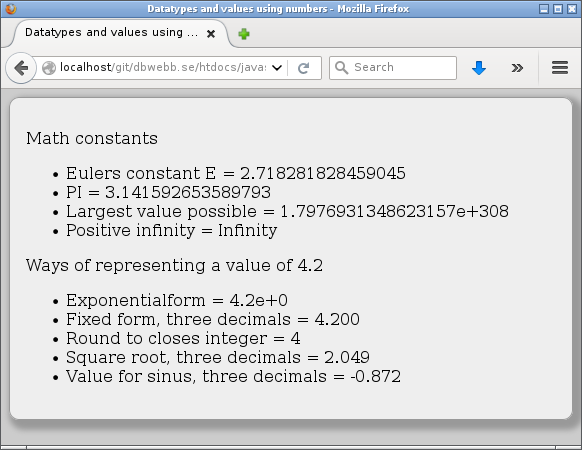 Datatypes and values using numbers - Mozilla Firefox
Datatypes and values using ...
localhost/git/dbwebb.se/htdocs/javas
Search
Math constants
• Eulers constant E = 2.718281828459045
• PI = 3.141592653589793
• Largest value possible = 1.7976931348623157e+308
• Positive infinity = Infinity
Ways of representing a value of 4.2
• Exponentialform = 4.2e+0
• Fixed form, three decimals = 4.200
• Round to closes integer = 4
• Square root, three decimals = 2.049
• Value for sinus, three decimals = -0.872